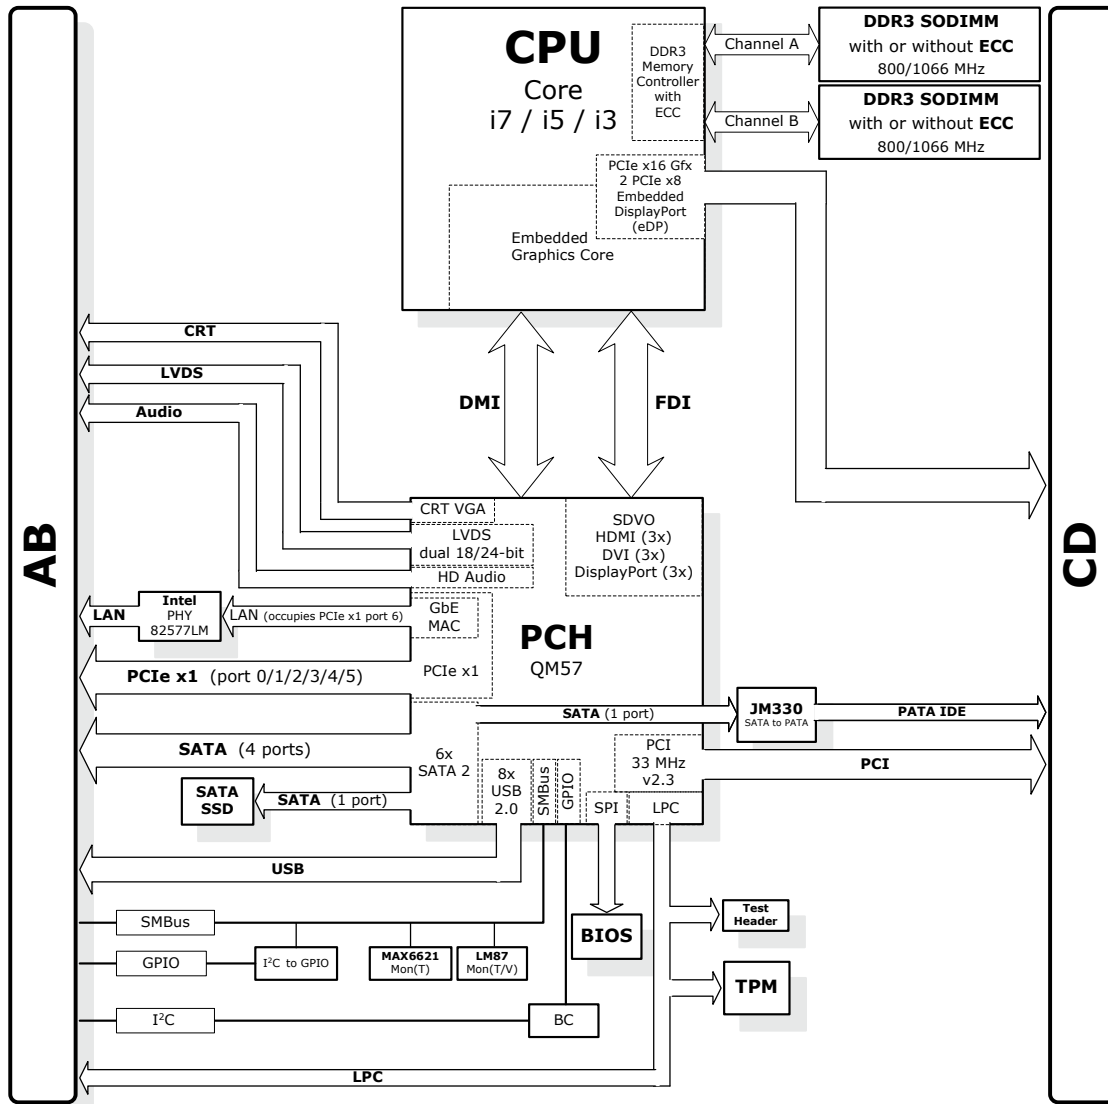 AB
CD
CPU
Core
i7 / i5 / i3
DDR3
Memory
Controller
with
ECC
Channel A
Channel B
DDR3 SODIMM
with or without ECC
800/1066 MHz
DDR3 SODIMM
with or without ECC
800/1066 MHz
PCIe x16 Gfx
2 PCIe x8
Embedded
DisplayPort
(eDP)
Embedded
Graphics Core
CRT
LVDS
Audio
DMI
FDI
CRT VGA
LVDS
dual 18/24-bit
HD Audio
SDVO
HDMI (3x)
DVI (3x)
DisplayPort (3x)
LAN
Intel
PHY
82577LM
LAN (occupies PCIe x1 port 6)
GbE
MAC
PCH
QM57
PCIe x1 (port 0/1/2/3/4/5)
PCIe x1
SATA (1 port)
JM330
SATA to PATA
PATA IDE
SATA (4 ports)
6x
SATA 2
PCI
33 MHz
v2.3
PCI
SATA
SSD
SATA (1 port)
8x
USB
2.0
SMBus
GPIO
SPI
LPC
USB
SMBus
GPIO
I²C to GPIO
MAX6621
Mon(T)
LM87
Mon(T/V)
BIOS
Test
Header
TPM
I²C
BC
LPC